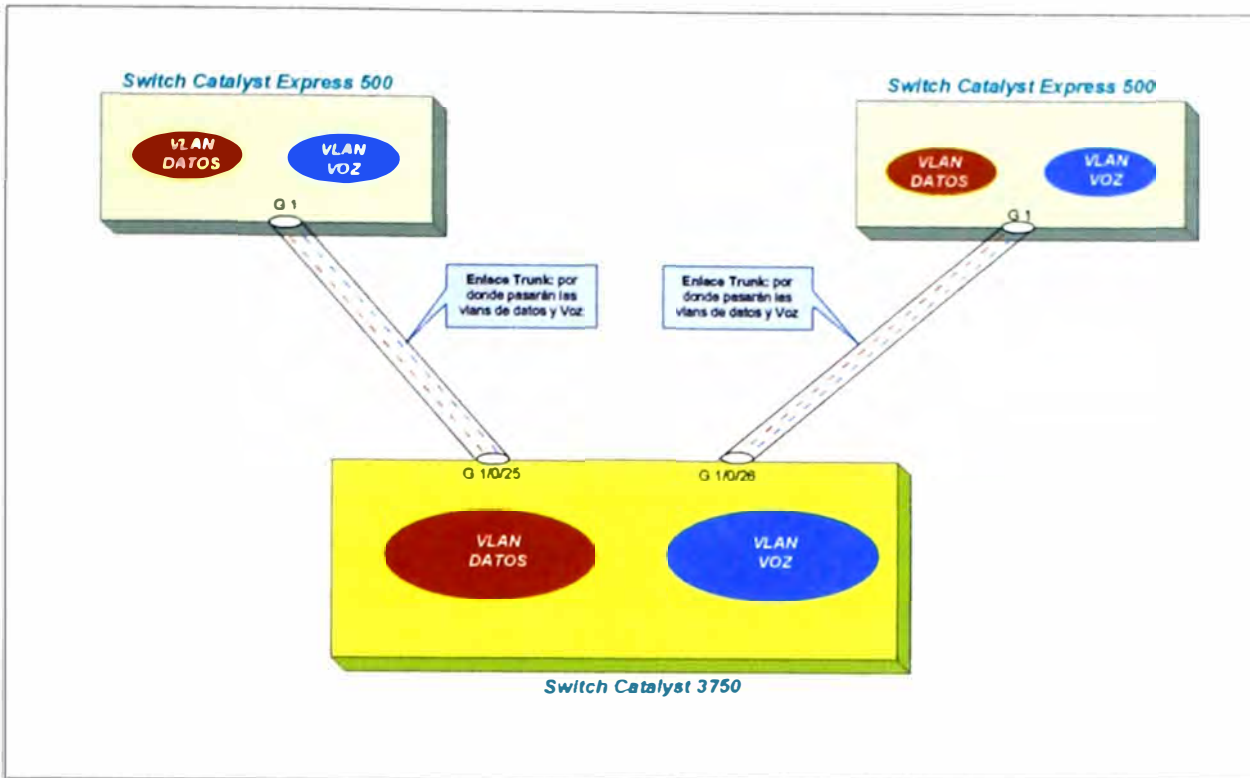 Switch Catalyst Express 500
Switch Catalyst Express 500
VLAN
DATOS
VLAN
VOZ
VLAN
DATOS
VLAN
VOZ
G 1
G 1
Enlace Trunk: por
donde pasarán las
vlans de datos y Voz
Enlace Trunk: por
donde pasarán las
vlans de datos y Voz
G 1/0/25
G 1/0/26
VLAN
DATOS
VLAN
VOZ
Switch Catalyst 3750